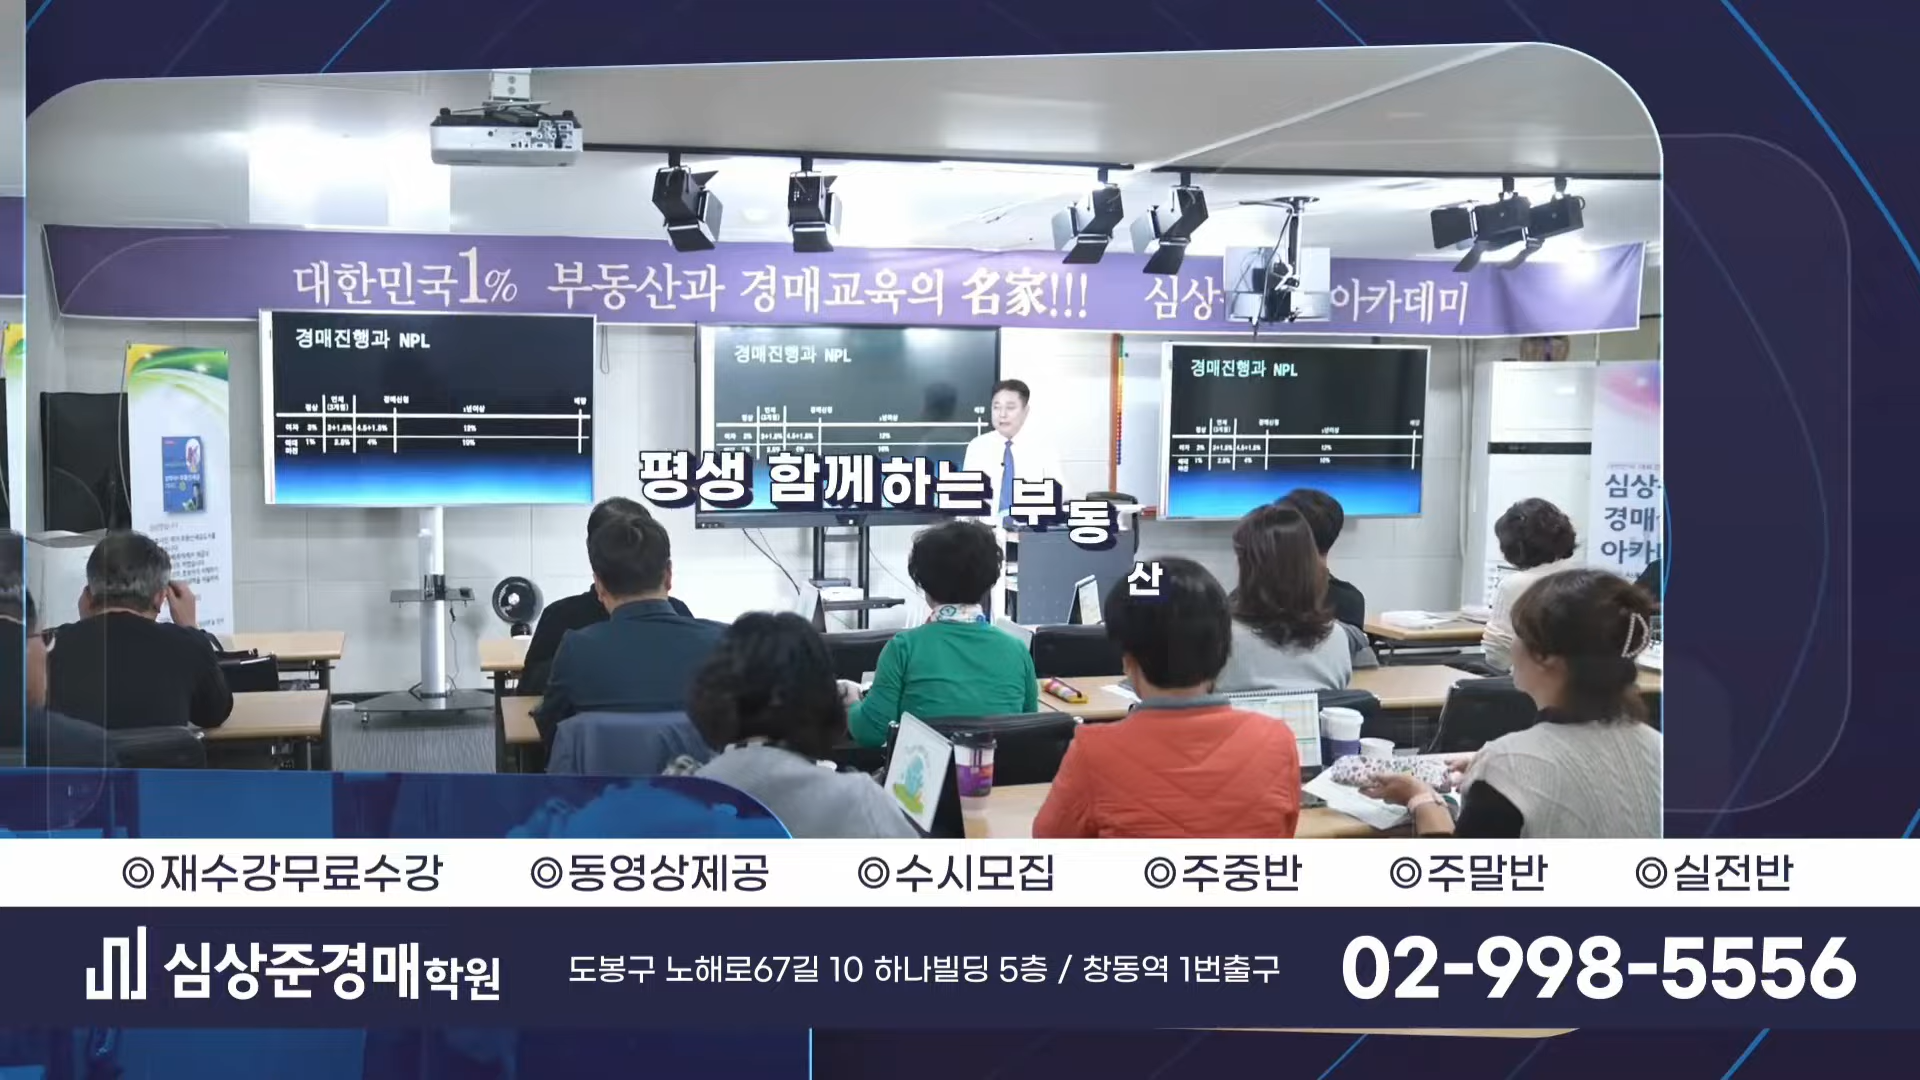 대한민국1% 부동산과 경매교육의 名家!!! 심상 아카데미
경매진행과 NPL
경매진행과 NPL
경매진행과 NPL
심상
경매
아카
평생 함께하는 부동산
◎재수강무료수강 ◎동영상제공 ◎수시모집 ◎주중반 ◎주말반 ◎실전반
심상준경매학원
도봉구 노해로67길 10 하나빌딩 5층 / 창동역 1번출구
02-998-5556